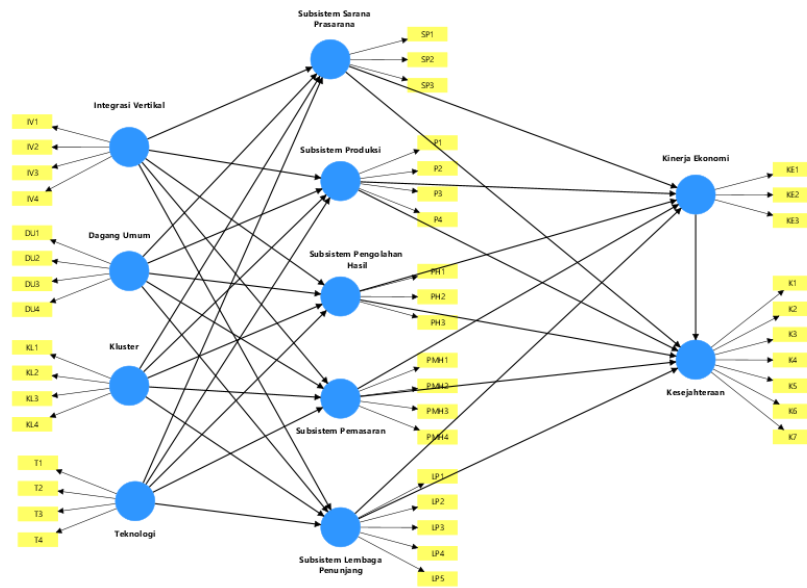 Subsistem Sarana
Prasarana
SP1
SP2
SP3
Integrasi Vertikal
IV1
IV2
IV3
IV4
Subsistem Produksi
P1
P2
P3
P4
Kinerja Ekonomi
KE1
KE2
KE3
Dagang Umum
DU1
DU2
DU3
DU4
Subsistem Pengolahan
Hasil
PH1
PH2
PH3
K1
K2
K3
K4
K5
K6
K7
Kesejahteraan
Kluster
KL1
KL2
KL3
KL4
PMH1
PMH2
PMH3
PMH4
Subsistem Pemasaran
T1
T2
T3
T4
Teknologi
LP1
LP2
LP3
LP4
LP5
Subsistem Lembaga
Penunjang